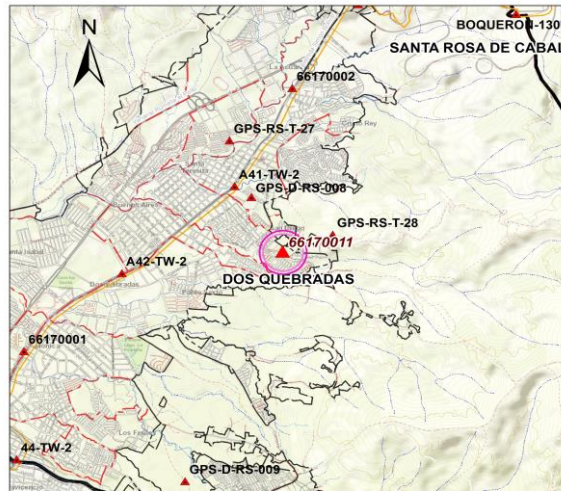 N
BOQUERON-130
SANTA ROSA DE CABAL
66170002
GPS-RS-T-27
A41-TW-2
GPS-D-RS-008
GPS-RS-T-28
66170011
DOS QUEBRADAS
A42-TW-2
66170001
44-TW-2
GPS-D-RS-009